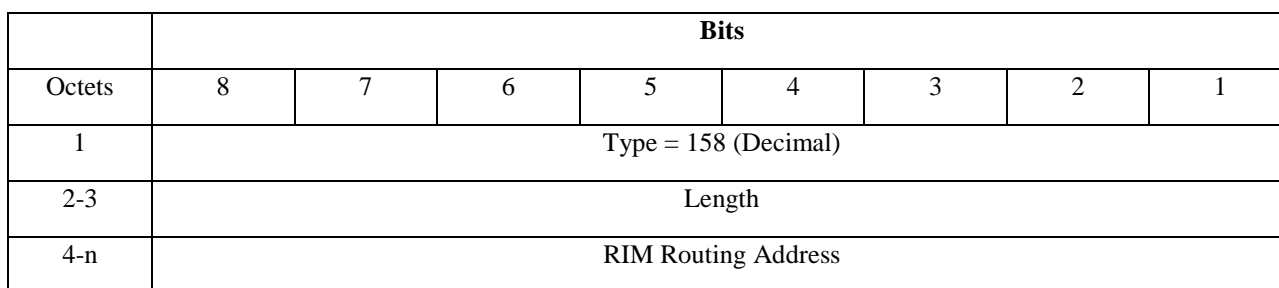 Bits
Octets 8 7 6 5 4 3 2 1
1 Type = 158 (Decimal)
2-3 Length
4-n RIM Routing Address